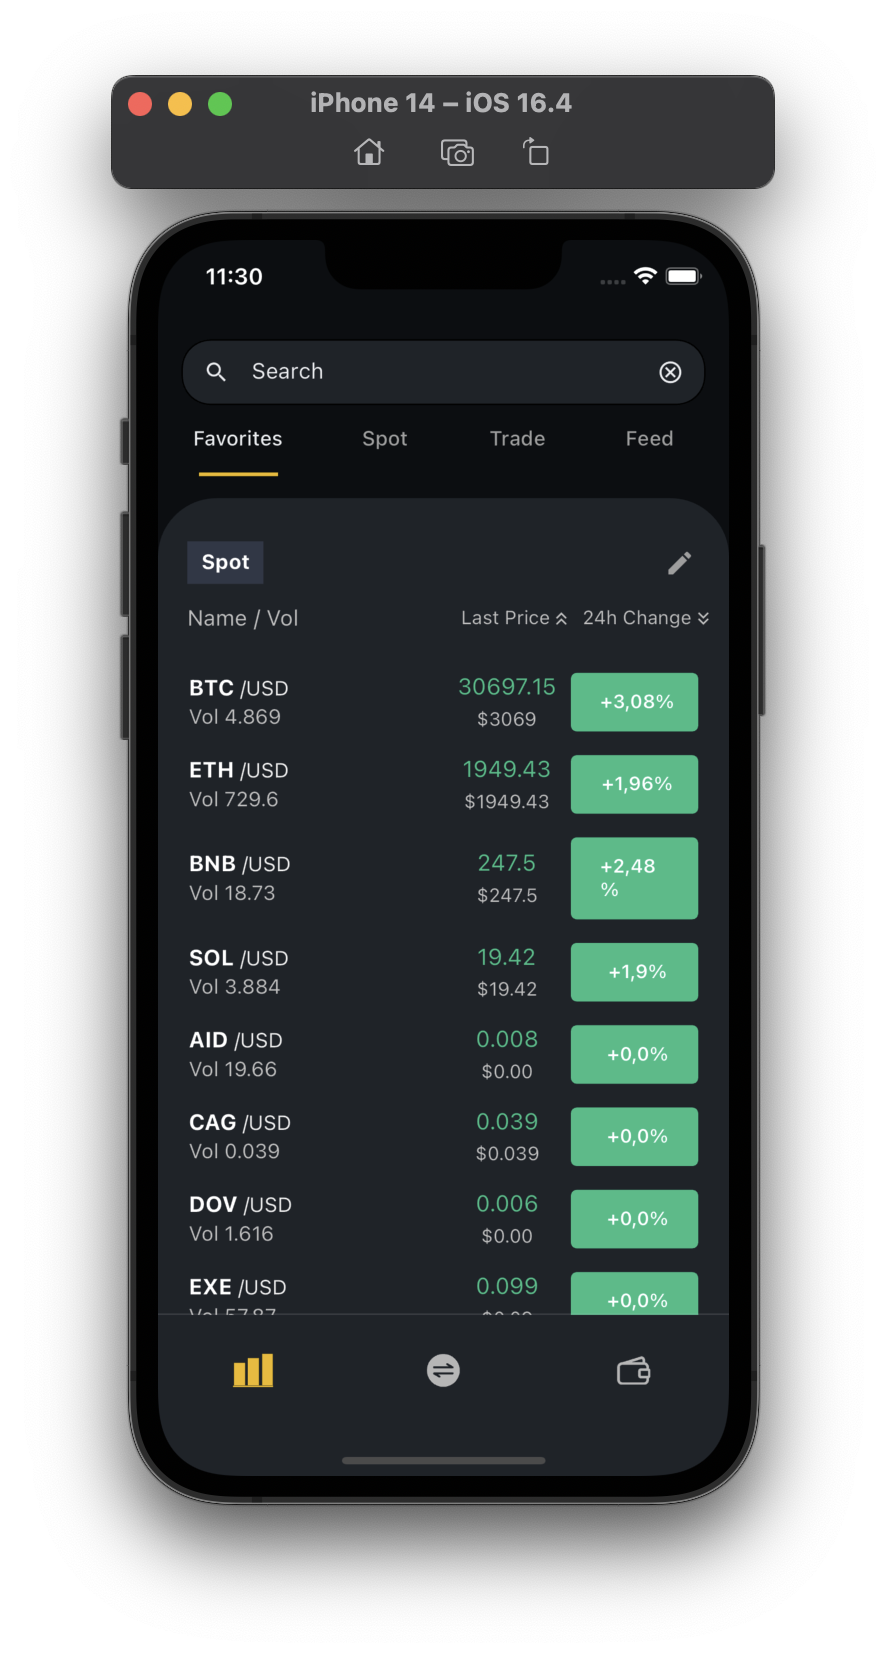 iPhone 14 – iOS 16.4
11:30
Search
Favorites Spot Trade Feed
Spot
Name / Vol Last Price 24h Change
BTC /USD 30697.15 +3,08%
Vol 4.869 $3069
ETH /USD 1949.43 +1,96%
Vol 729.6 $1949.43
BNB /USD 247.5 +2,48
%
Vol 18.73 $247.5
SOL /USD 19.42 +1,9%
Vol 3.884 $19.42
AID /USD 0.008 +0,0%
Vol 19.66 $0.00
CAG /USD 0.039 +0,0%
Vol 0.039 $0.039
DOV /USD 0.006 +0,0%
Vol 1.616 $0.00
EXE /USD 0.099 +0,0%
Vol 57.87